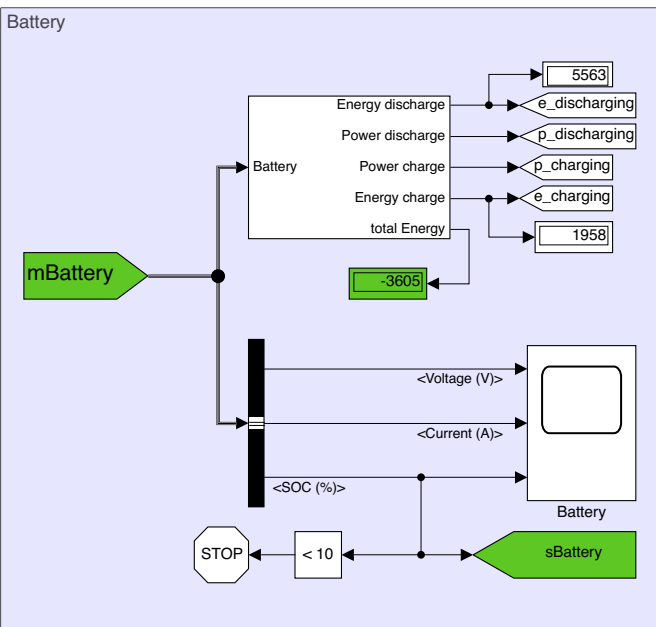 Battery
5563
Energy discharge
e_discharging
Power discharge
p_discharging
Battery
Power charge
p_charging
Energy charge
e_charging
total Energy
1958
mBattery
-3605
<Voltage (V)>
<Current (A)>
<SOC (%)>
Battery
STOP
< 10
sBattery